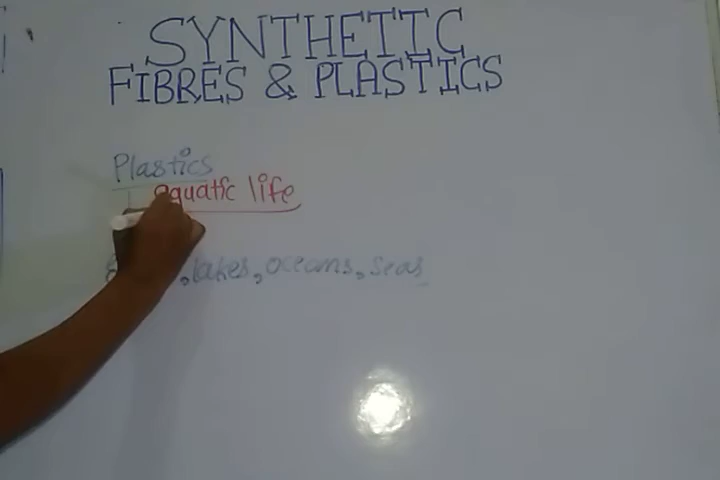 SYNTHETIC
FIBRES & PLASTICS
Plastics
aquatic life
, lakes, oceans, seas